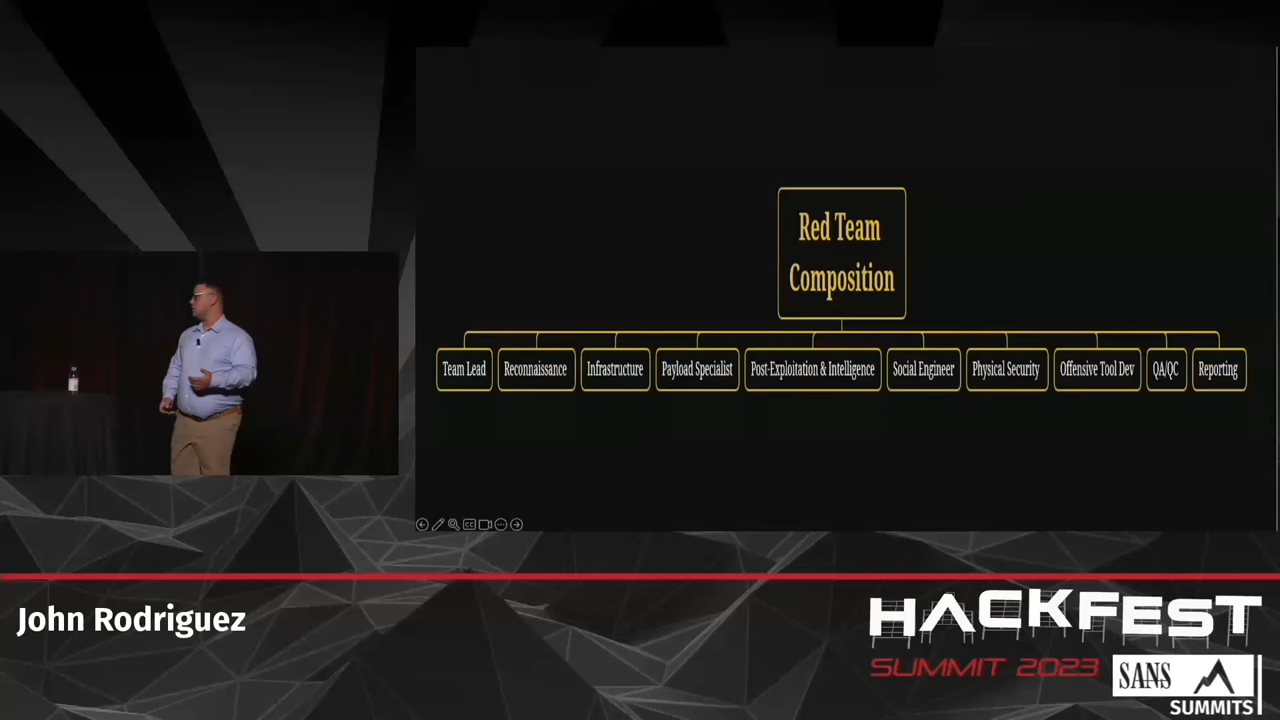 Red Team
Composition
Team Lead
Reconnaissance
Infrastructure
Payload Specialist
Post-Exploitation & Intelligence
Social Engineer
Physical Security
Offensive Tool Dev
QA/QC
Reporting
John Rodriguez
HACKFEST
SUMMIT 2023
SANS
SUMMITS